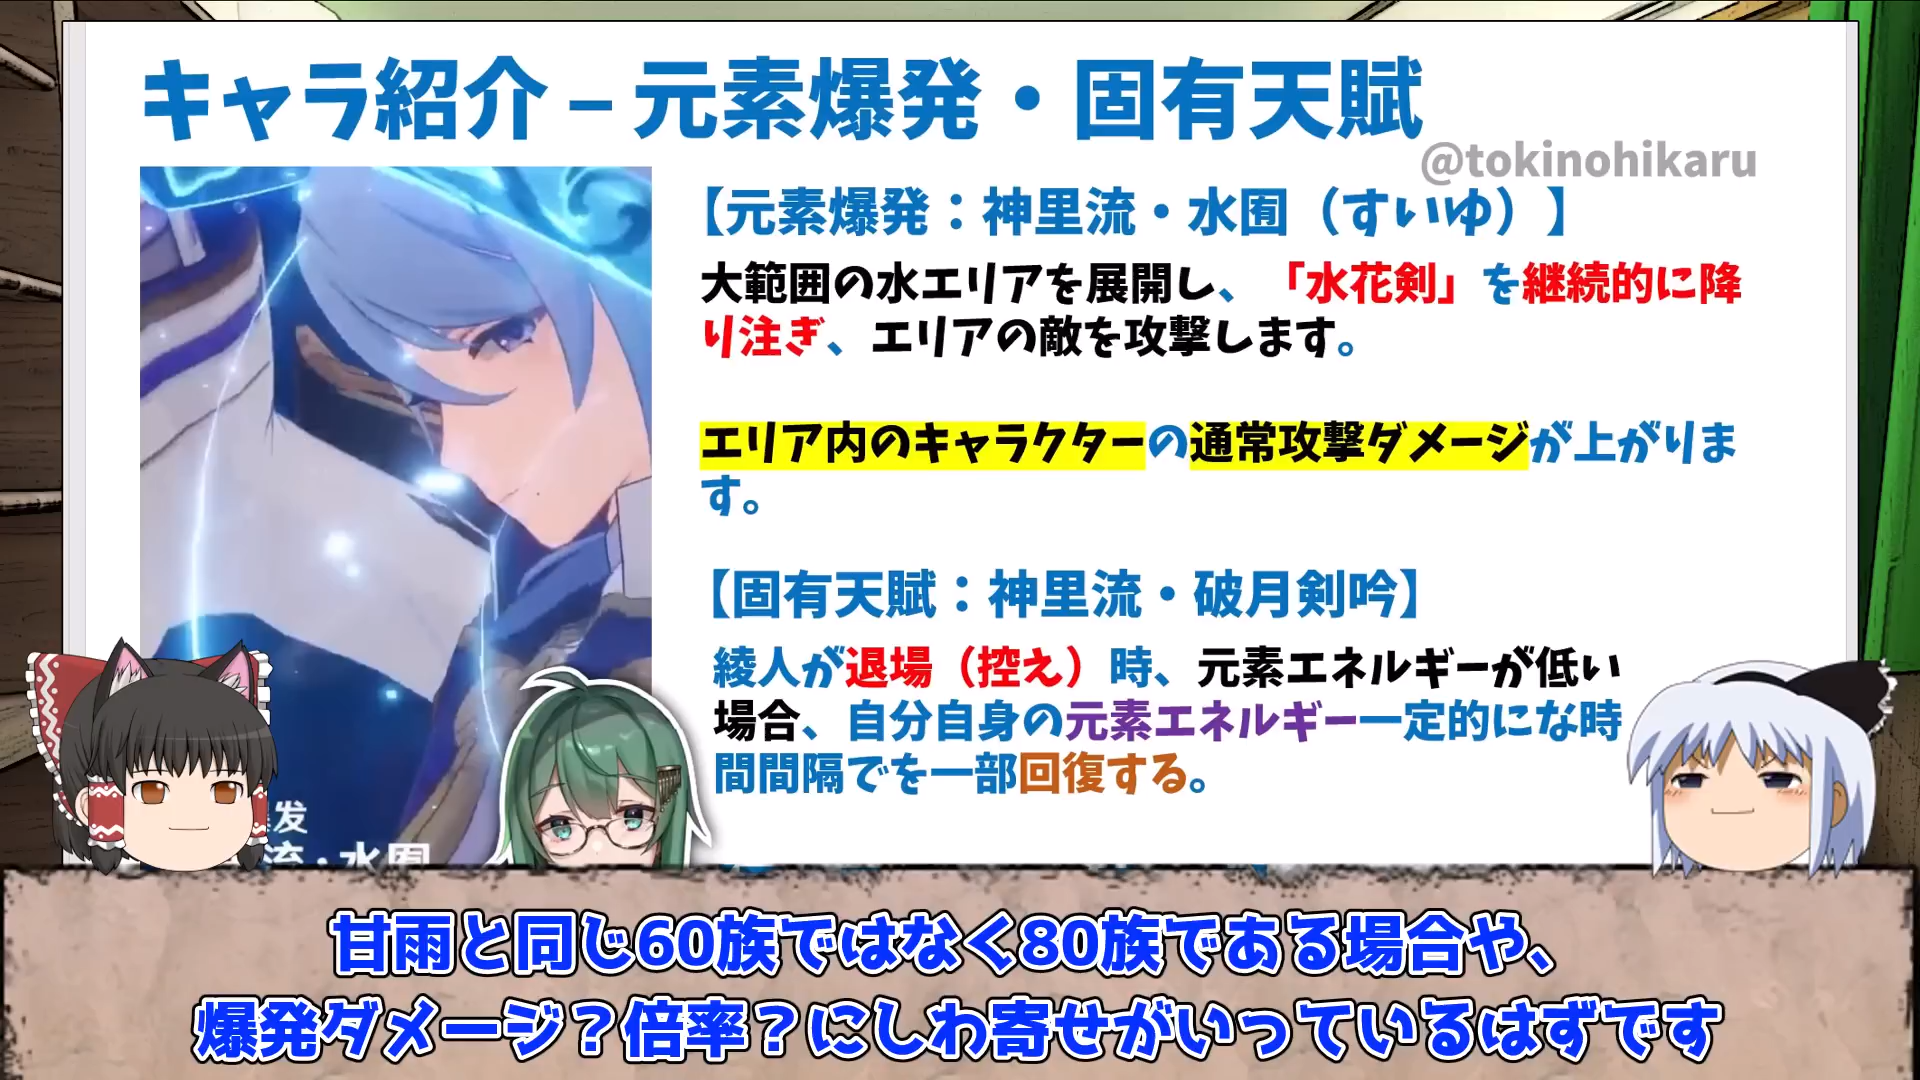 キャラ紹介 – 元素爆発・固有天賦
@tokinohikaru
【元素爆発：神里流・水囿（すいゆ）】
大範囲の水エリアを展開し、「水花剣」を継続的に降
り注ぎ、エリアの敵を攻撃します。
エリア内のキャラクターの通常攻撃ダメージが上がりま
す。
【固有天賦：神里流・破月剣吟】
綾人が退場（控え）時、元素エネルギーが低い
場合、自分自身の元素エネルギー一定的にな時
間間隔でを一部回復する。
发
流・水囿
甘雨と同じ60族ではなく80族である場合や、
爆発ダメージ？倍率？にしわ寄せがいっているはずです